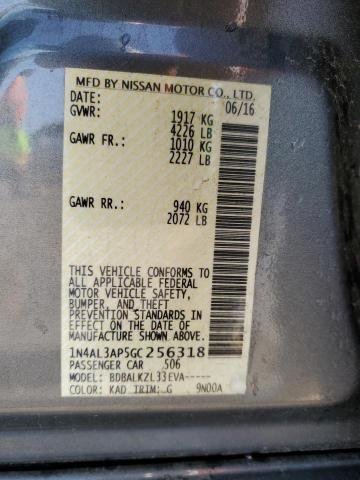 MFD BY NISSAN MOTOR CO., LTD.
DATE: 06/16
GVWR: 1917 KG
4226 LB
GAWR FR.: 1010 KG
2227 LB
GAWR RR.: 940 KG
2072 LB
THIS VEHICLE CONFORMS TO
ALL APPLICABLE FEDERAL
MOTOR VEHICLE SAFETY,
BUMPER, AND THEFT
PREVENTION STANDARDS IN
EFFECT ON THE DATE OF
MANUFACTURE SHOWN ABOVE.
1N4AL3AP5GC256318
PASSENGER CAR 506
MODEL: BDBALKZL33EVA-----
COLOR: KAD TRIM: G 9N00A